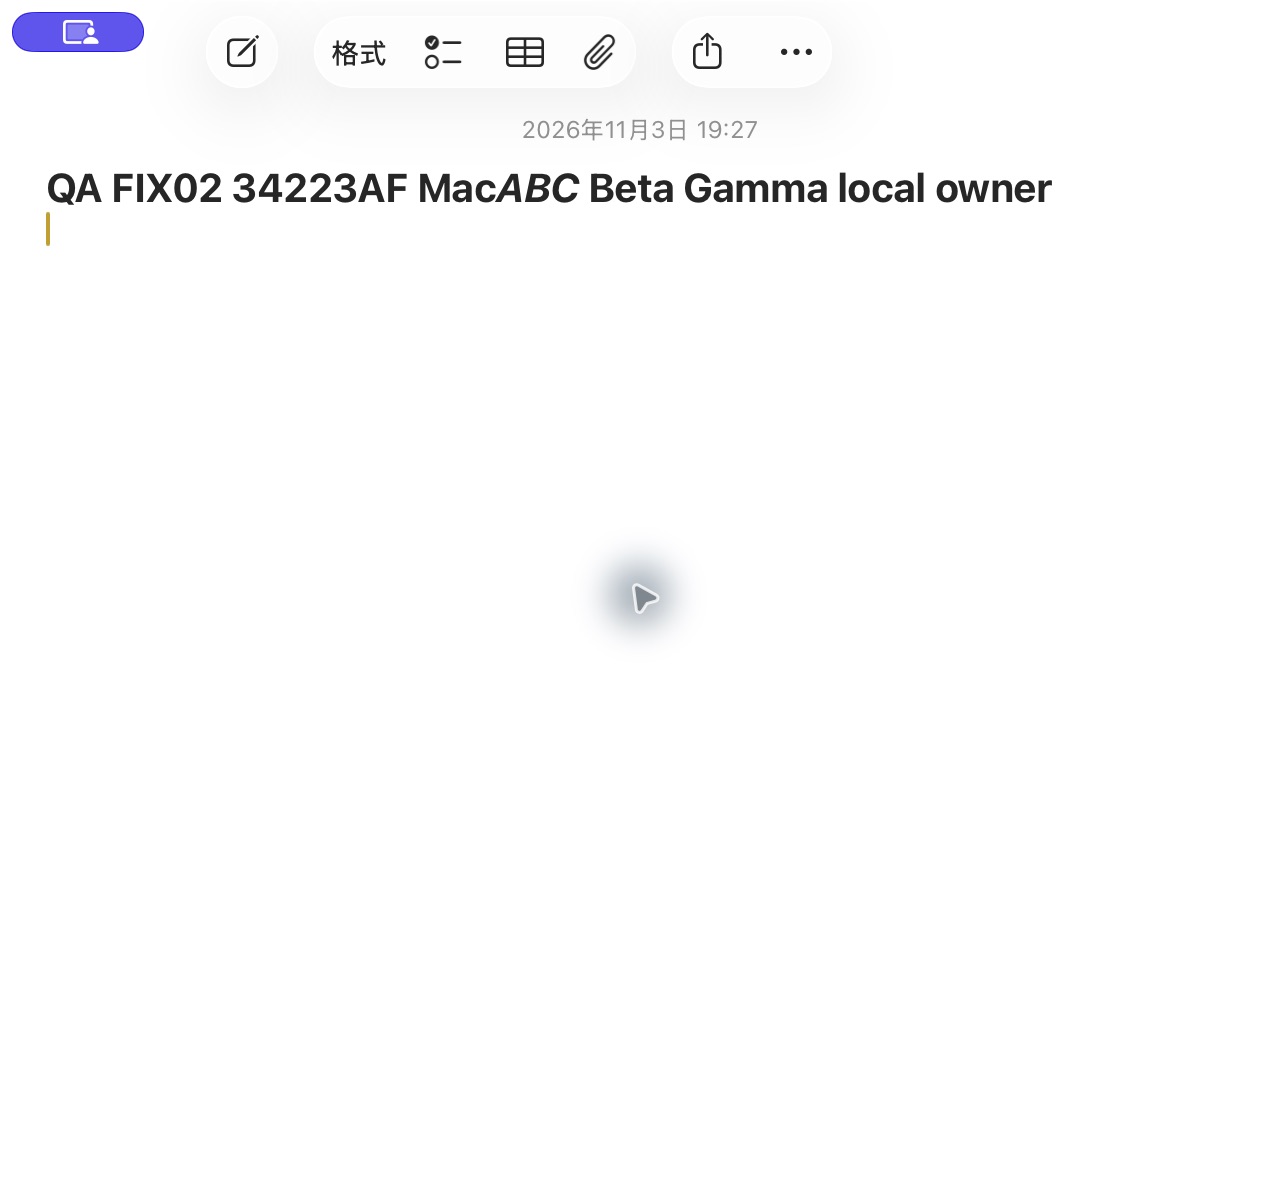 格式
2026年11月3日 19:27
QA FIX02 34223AF MacABC Beta Gamma local owner